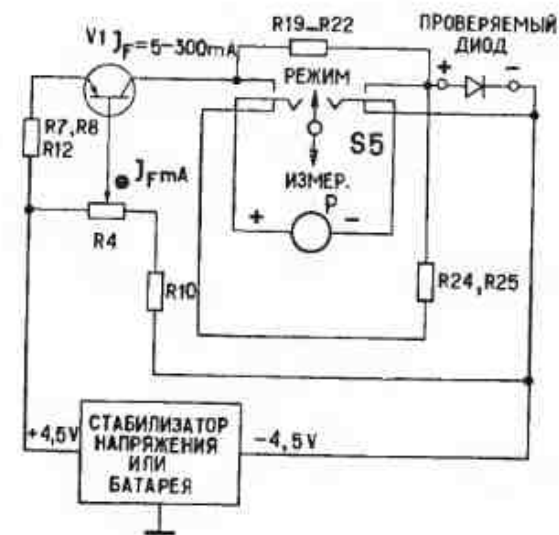 V1 J_F=5-300mA
R19-R22
ПРОВЕРЯЕМЫЙ
ДИОД
+
-
РЕЖИМ
S5
R7,R8
R12
J_F mA
ИЗМЕР.
P
+
-
R4
R10
R24,R25
+4,5V
СТАБИЛИЗАТОР
НАПРЯЖЕНИЯ
ИЛИ
БАТАРЕЯ
-4,5V